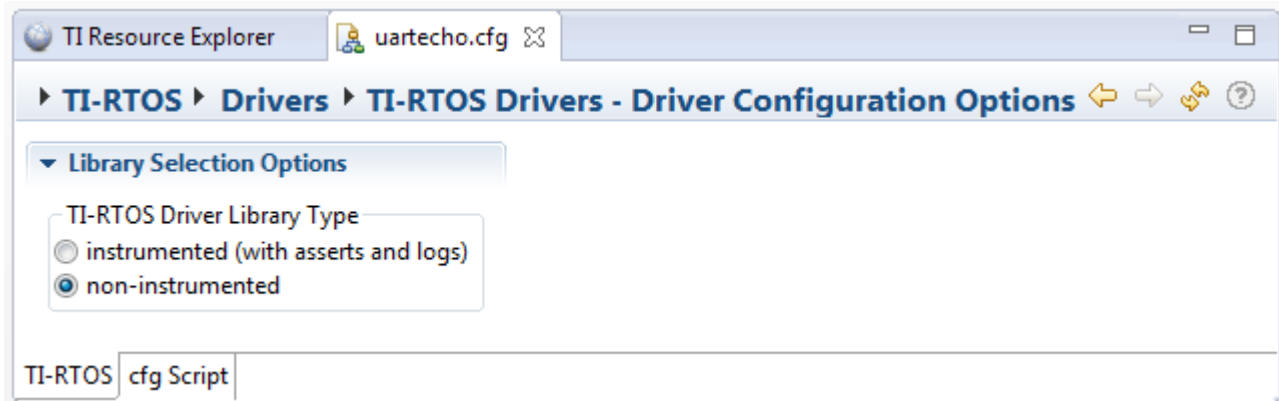 TI Resource Explorer uartecho.cfg
TI-RTOS Drivers TI-RTOS Drivers - Driver Configuration Options ?
Library Selection Options
TI-RTOS Driver Library Type
instrumented (with asserts and logs)
non-instrumented
TI-RTOS cfg Script